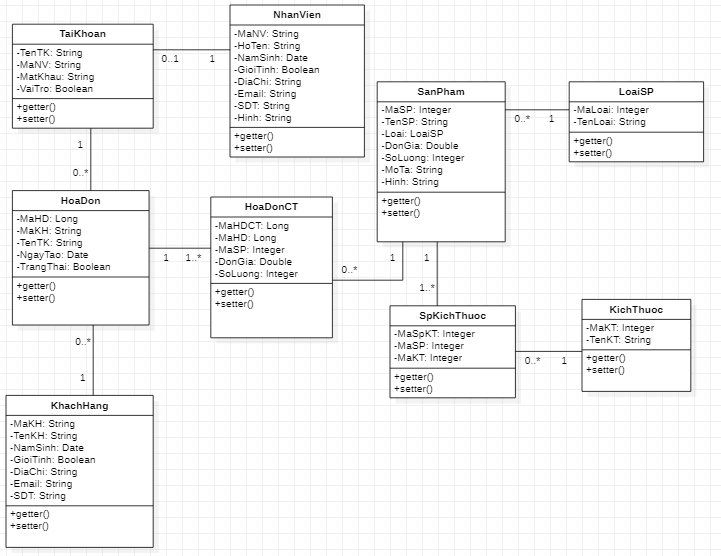 TaiKhoan
-TenTK: String
-MaNV: String
-MatKhau: String
-VaiTro: Boolean
+getter()
+setter()
0..1
1
NhanVien
-MaNV: String
-HoTen: String
-NamSinh: Date
-GioiTinh: Boolean
-DiaChi: String
-Email: String
-SDT: String
-Hinh: String
+getter()
+setter()
SanPham
-MaSP: Integer
-TenSP: String
-Loai: LoaiSP
-DonGia: Double
-SoLuong: Integer
-MoTa: String
-Hinh: String
+getter()
+setter()
0..*
1
LoaiSP
-MaLoai: Integer
-TenLoai: String
+getter()
+setter()
1
0..*
HoaDon
-MaHD: Long
-MaKH: String
-TenTK: String
-NgayTao: Date
-TrangThai: Boolean
+getter()
+setter()
1
1..*
HoaDonCT
-MaHDCT: Long
-MaHD: Long
-MaSP: Integer
-DonGia: Double
-SoLuong: Integer
+getter()
+setter()
0..*
1
1
1..*
SpKichThuoc
-MaSpKT: Integer
-MaSP: Integer
-MaKT: Integer
+getter()
+setter()
0..*
1
KichThuoc
-MaKT: Integer
-TenKT: String
+getter()
+setter()
0..*
1
KhachHang
-MaKH: String
-TenKH: String
-NamSinh: Date
-GioiTinh: Boolean
-DiaChi: String
-Email: String
-SDT: String
+getter()
+setter()